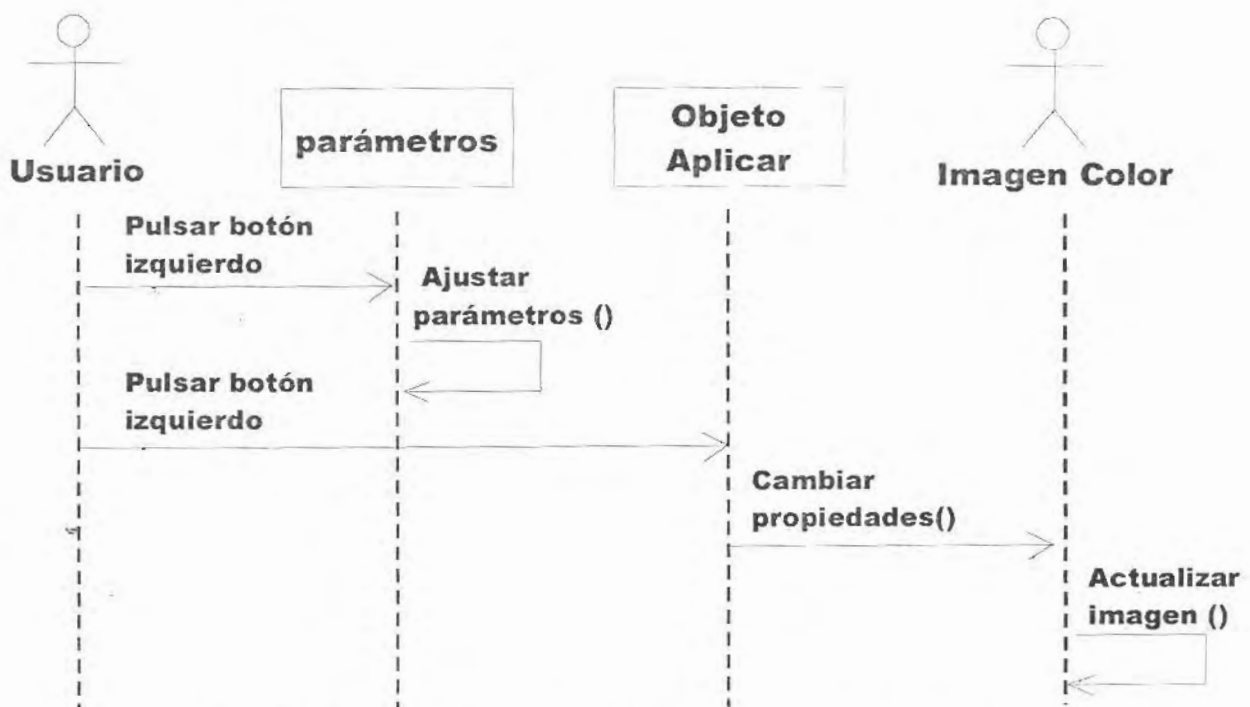 Usuario
parámetros
Objeto
Aplicar
Imagen Color
Pulsar botón
izquierdo
Ajustar
parámetros ()
Pulsar botón
izquierdo
Cambiar
propiedades()
Actualizar
imagen ()